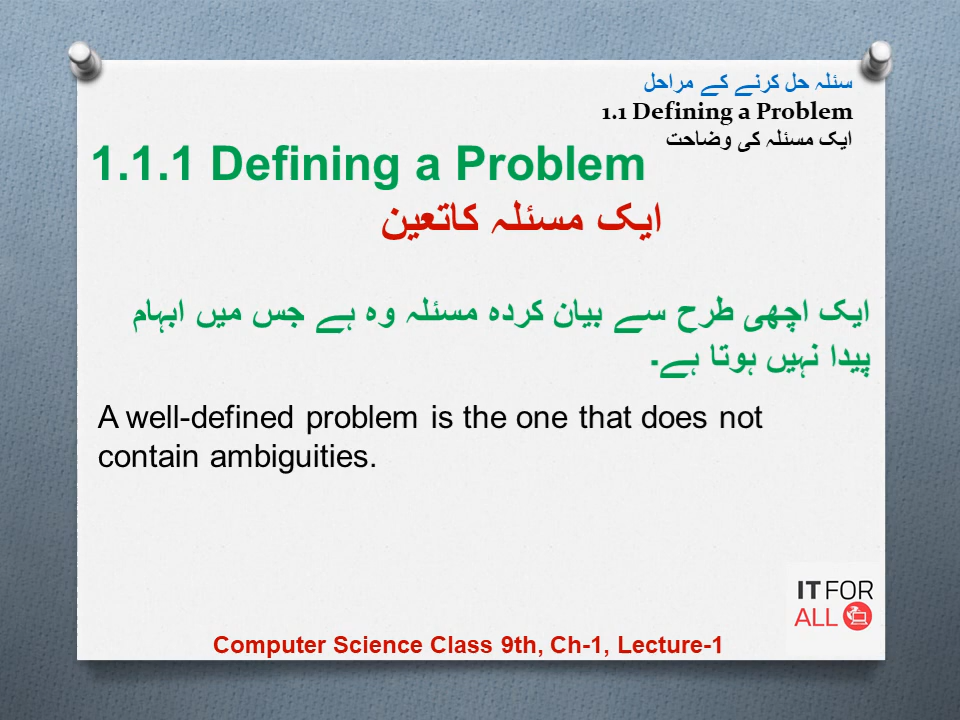 سئلہ حل کرنے کے مراحل
1.1 Defining a Problem
ایک مسئلہ کی وضاحت
1.1.1 Defining a Problem
ایک مسئلہ کاتعین
ایک اچھی طرح سے بیان کردہ مسئلہ وہ ہے جس میں ابہام
پیدا نہیں ہوتا ہے۔
A well-defined problem is the one that does not
contain ambiguities.
IT FOR
ALL
Computer Science Class 9th, Ch-1, Lecture-1